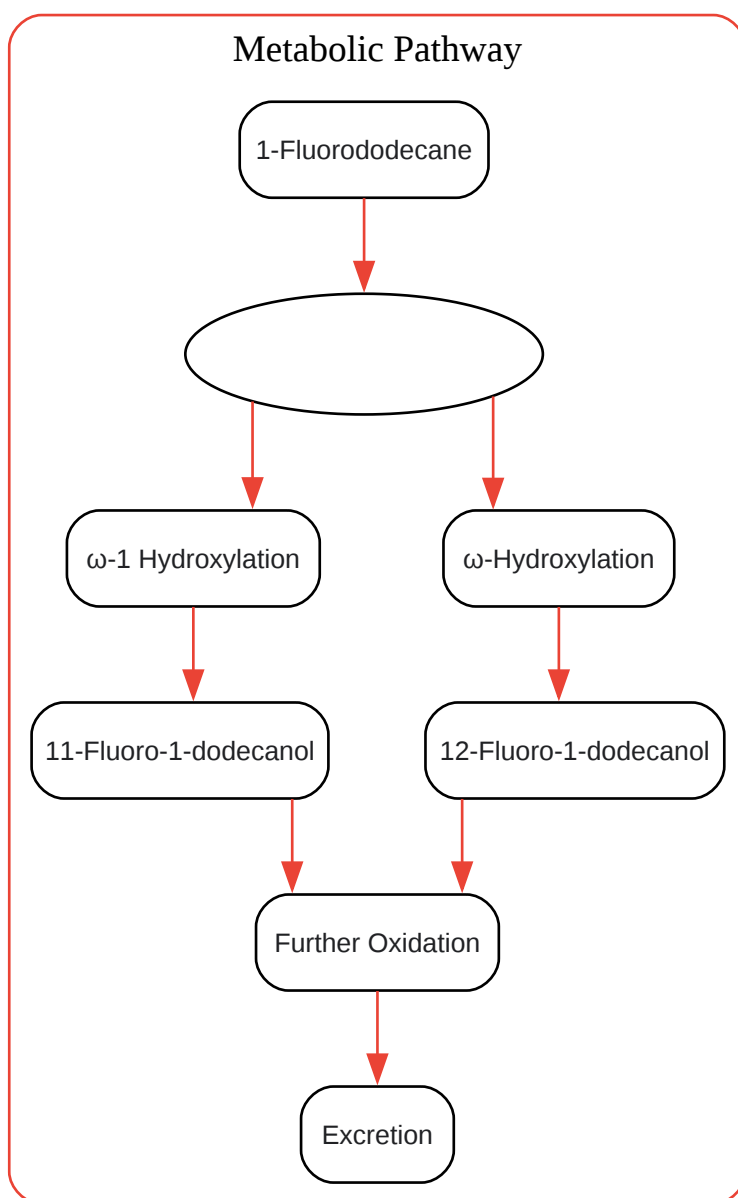 Metabolic Pathway
1-Fluorododecane
ω-1 Hydroxylation
ω-Hydroxylation
11-Fluoro-1-dodecanol
12-Fluoro-1-dodecanol
Further Oxidation
Excretion